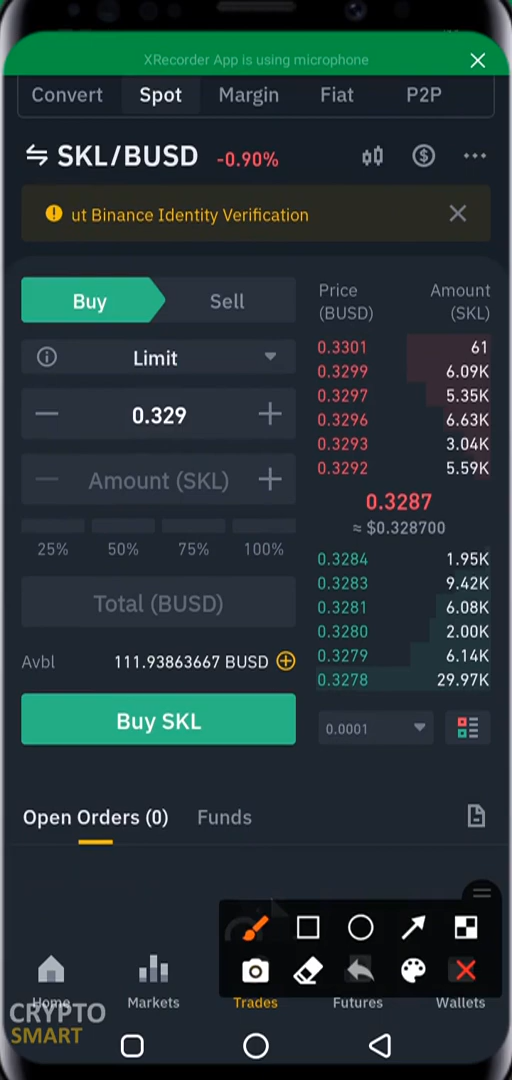 XRecorder App is using microphone
Convert Spot Margin Fiat P2P
SKL/BUSD -0.90%
ut Binance Identity Verification
Buy Sell
Limit
0.329
Amount (SKL)
25% 50% 75% 100%
Total (BUSD)
Avbl 111.93863667 BUSD
Buy SKL
Price (BUSD) Amount (SKL)
0.3301 61
0.3299 6.09K
0.3297 5.35K
0.3296 6.63K
0.3293 3.04K
0.3292 5.59K
0.3287
≈ $0.328700
0.3284 1.95K
0.3283 9.42K
0.3281 6.08K
0.3280 2.00K
0.3279 6.14K
0.3278 29.97K
0.0001
Open Orders (0) Funds
Home Markets Trades Futures Wallets
CRYPTO
SMART